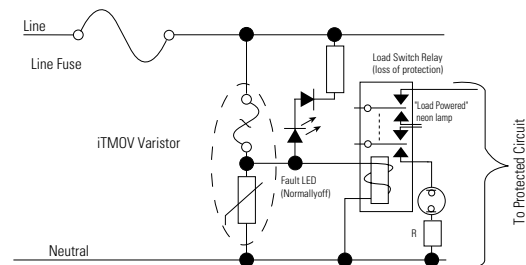 Line
Line Fuse
Load Switch Relay
(loss of protection)
"Load Powered"
neon lamp
iTMOV Varistor
Fault LED
(Normallyoff)
R
Neutral
To Protected Circuit